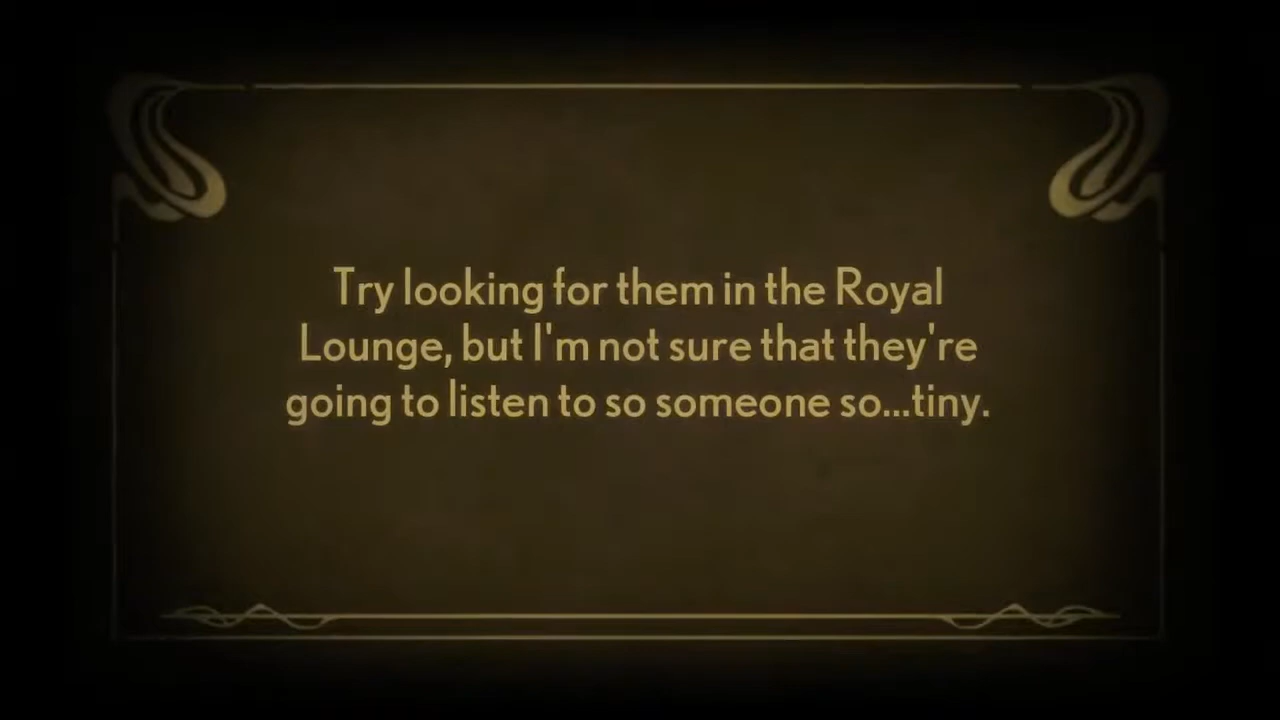 Try looking for them in the Royal
Lounge, but I'm not sure that they're
going to listen to so someone so...tiny.